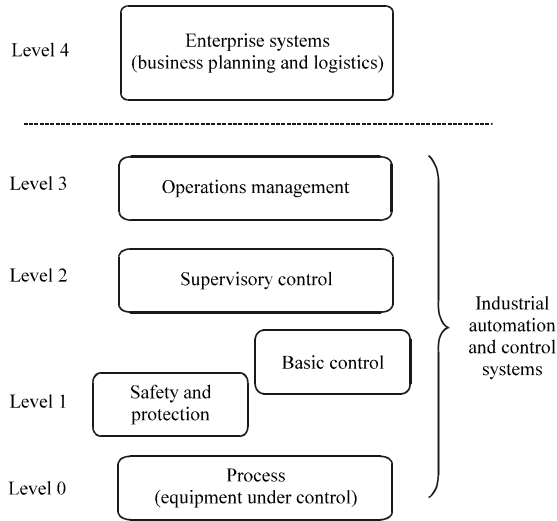 Level 4
Enterprise systems
(business planning and logistics)
Level 3
Operations management
Level 2
Supervisory control
Industrial
automation
and control
systems
Basic control
Level 1
Safety and
protection
Level 0
Process
(equipment under control)